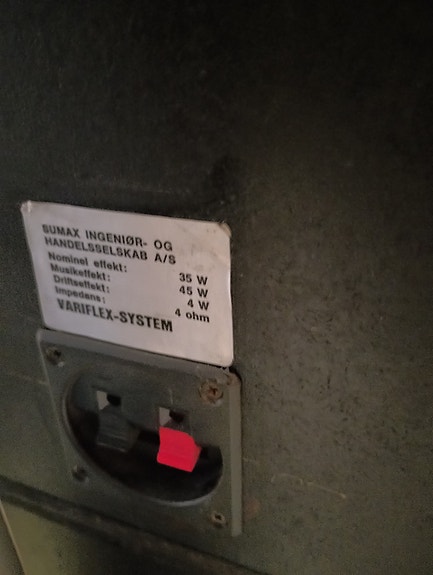 SUMAX INGENIØR- OG
HANDELSSELSKAB A/S
Nominel effekt: 35 W
Musikeffekt: 45 W
Driftseffekt: 4 W
Impedans: 4 ohm
VARIFLEX-SYSTEM